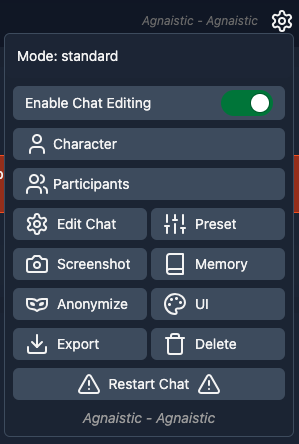 Agnaistic - Agnaistic
Mode: standard
Enable Chat Editing
Character
Participants
Edit Chat
Preset
Screenshot
Memory
Anonymize
UI
Export
Delete
Restart Chat
Agnaistic - Agnaistic